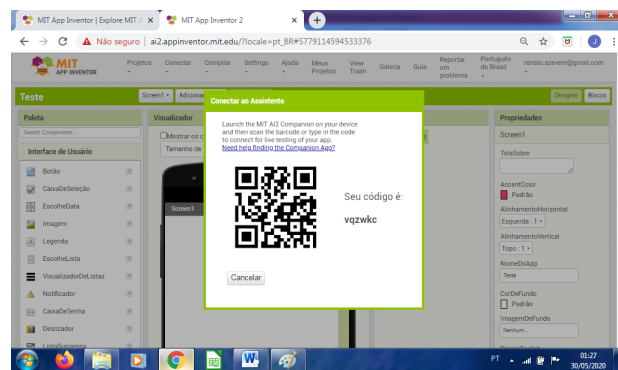 MIT App Inventor | Explore MIT A
MIT App Inventor 2
Não seguro | ai2.appinventor.mit.edu/?locale=pt_BR#5779114594533376
MIT
APP INVENTOR
Projetos
Conectar
Compilar
Settings
Ajuda
Meus
Projetos
View
Trash
Galeria
Guia
Reportar
um
problema
Português
do Brasil
renato.azevem@gmail.com
Teste
Screen1
Adicionar
Designer
Blocos
Paleta
Search Components...
Interface de Usuário
Botão
CaixaDeSeleção
EscolheData
Imagem
Legenda
EscolheLista
VisualizadorDeListas
Notificador
CaixaDeSenha
Deslizador
ListaSuspensa
Visualizador
Mostrar os c
Tamanho de
Screen1
Conectar ao Assistente
Launch the MIT AI2 Companion on your device
and then scan the barcode or type in the code
to connect for live testing of your app.
Need help finding the Companion App?
Seu código é:
vqzwkc
Cancelar
Propriedades
Screen1
TelaSobre
AccentColor
Padrão
AlinhamentoHorizontal
Esquerda : 1
AlinhamentoVertical
Topo : 1
NomeDoApp
Teste
CorDeFundo
Padrão
ImagemDeFundo
Nenhum...
PT
01:27
30/05/2020